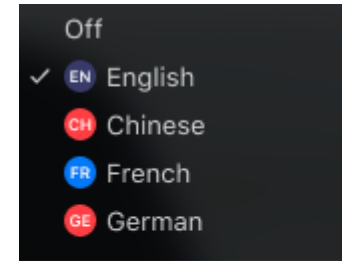 Off
✓ EN English
CH Chinese
FR French
GE German